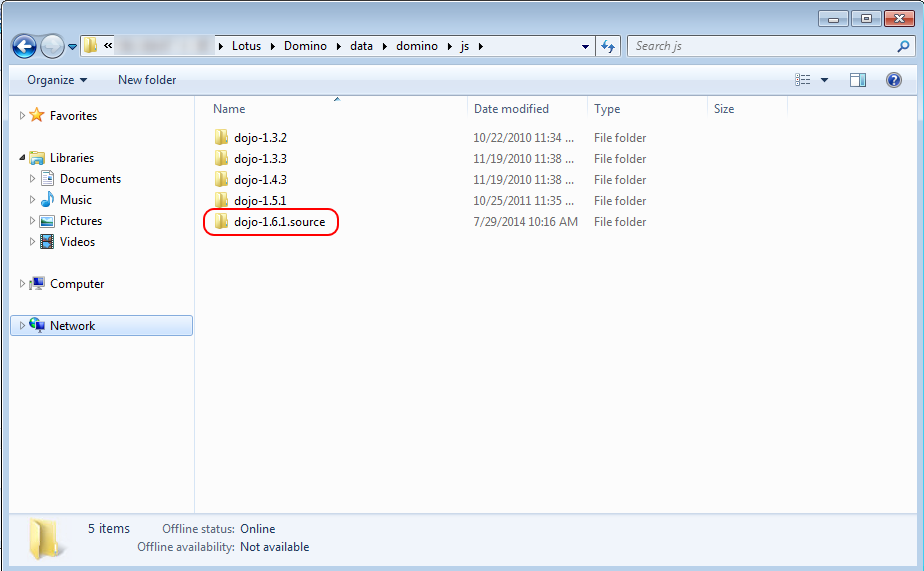 « Lotus Domino data domino js Search js
Organize New folder
Name Date modified Type Size
Favorites
Libraries
Documents
Music
Pictures
Videos
Computer
Network
dojo-1.3.2 10/22/2010 11:34 ... File folder
dojo-1.3.3 11/19/2010 11:38 ... File folder
dojo-1.4.3 11/19/2010 11:38 ... File folder
dojo-1.5.1 10/25/2011 11:35 ... File folder
dojo-1.6.1.source 7/29/2014 10:16 AM File folder
5 items Offline status: Online
Offline availability: Not available